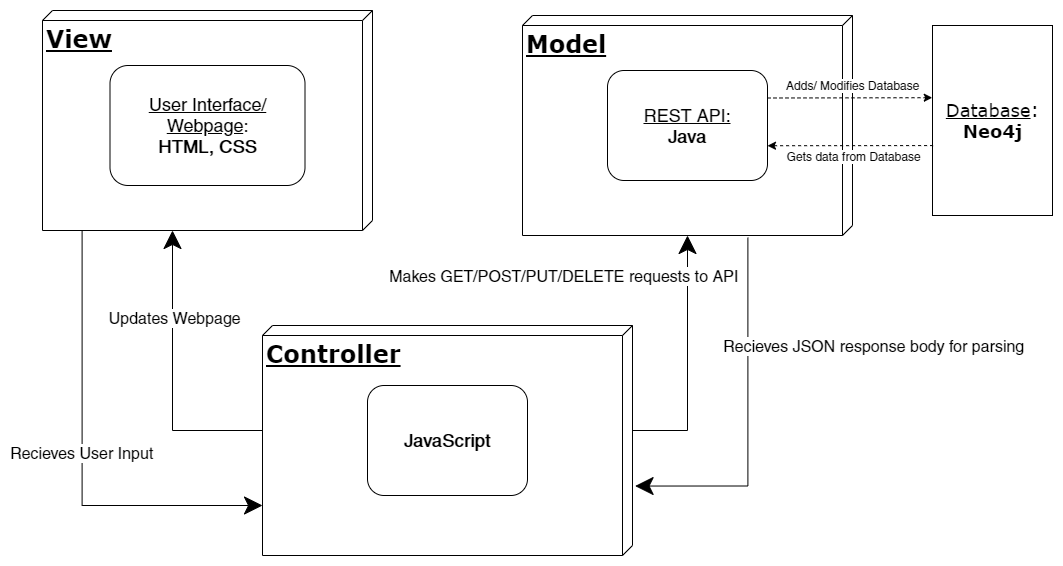 View
User Interface/
Webpage:
HTML, CSS
Model
REST API:
Java
Adds/ Modifies Database
Gets data from Database
Database:
Neo4j
Makes GET/POST/PUT/DELETE requests to API
Updates Webpage
Recieves JSON response body for parsing
Controller
JavaScript
Recieves User Input